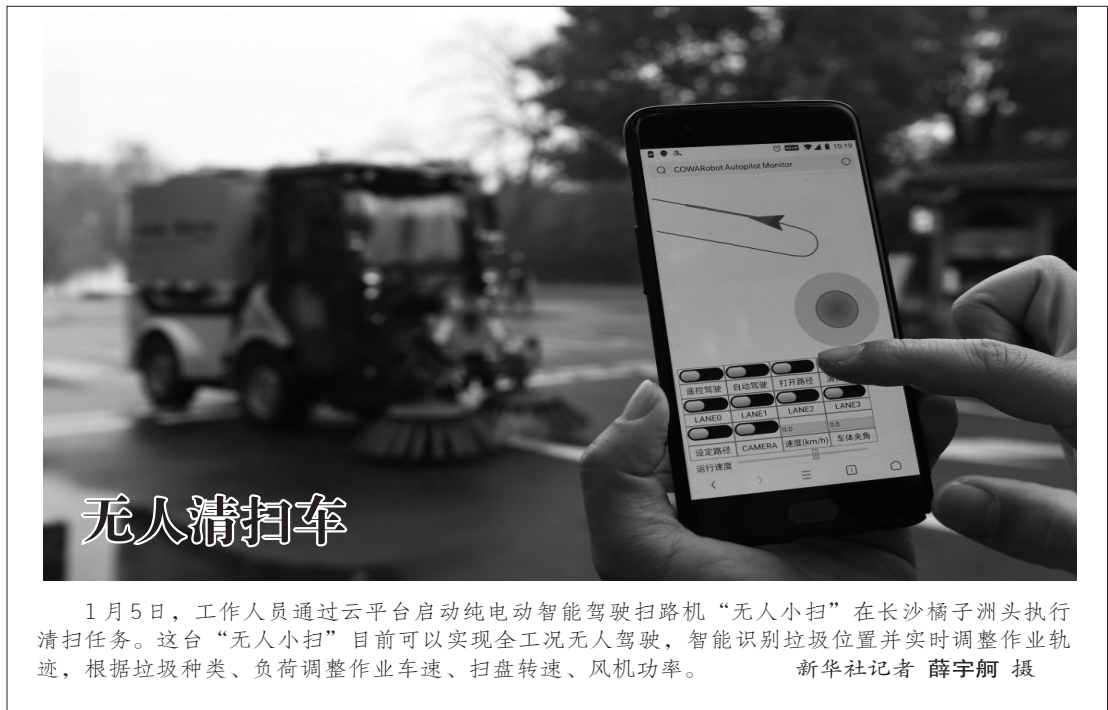 10:19
COWARobot Autopilot Monitor
遥控驾驶 自动驾驶 打开路径
LANE0 LANE1 LANE2 LANE3
0.0 0.0
设定路径 CAMERA 速度(km/h) 车体夹角
运行速度
无人清扫车
1月5日，工作人员通过云平台启动纯电动智能驾驶扫路机“无人小扫”在长沙橘子洲头执行
清扫任务。这台“无人小扫”目前可以实现全工况无人驾驶，智能识别垃圾位置并实时调整作业轨
迹，根据垃圾种类、负荷调整作业车速、扫盘转速、风机功率。 新华社记者 薛宇舸 摄